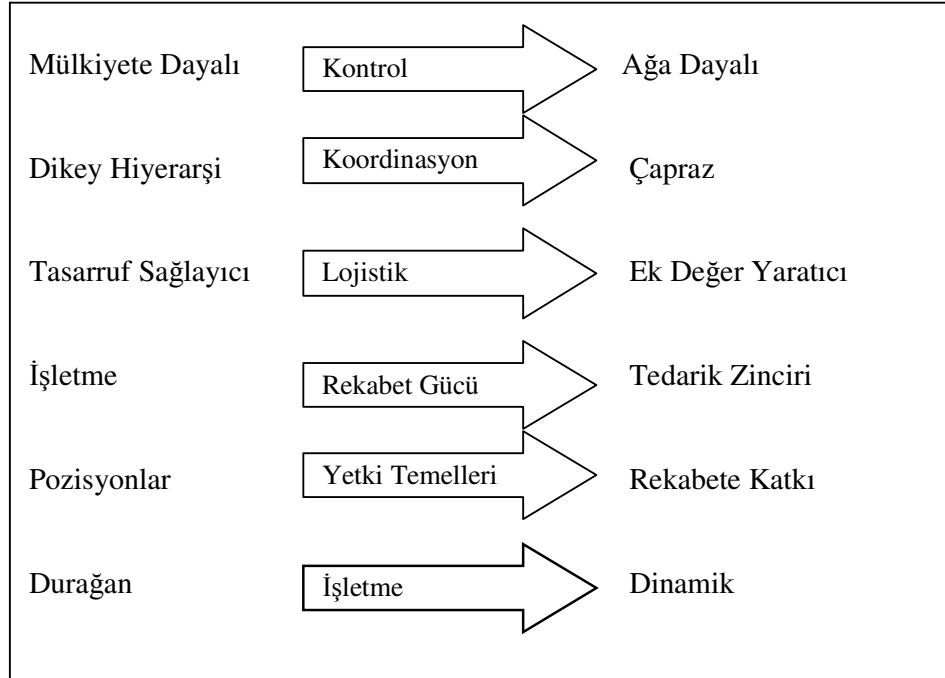 Mülkiyete Dayalı Kontrol Ağa Dayalı
Dikey Hiyerarşi Koordinasyon Çapraz
Tasarruf Sağlayıcı Lojistik Ek Değer Yaratıcı
İşletme Rekabet Gücü Tedarik Zinciri
Pozisyonlar Yetki Temelleri Rekabete Katkı
Durağan İşletme Dinamik